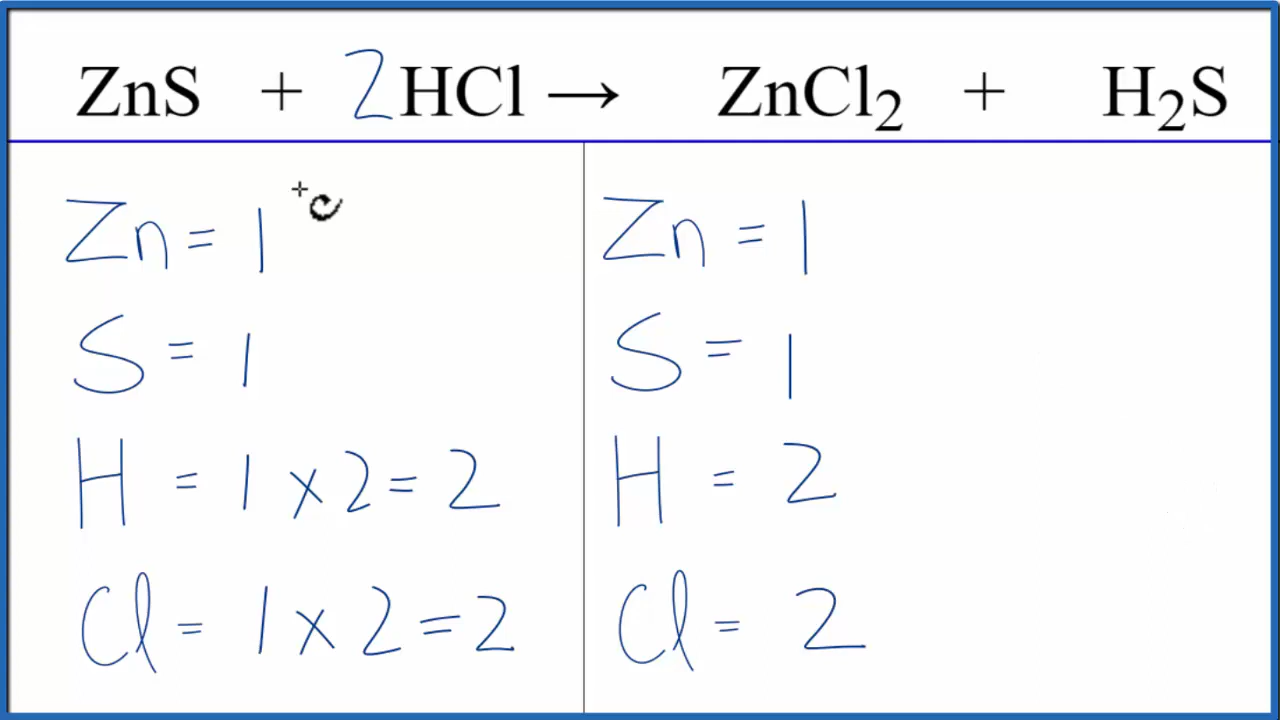 ZnS + 2HCl → ZnCl₂ + H₂S
Zn = 1
S = 1
H = 1 x 2 = 2
Cl = 1 x 2 = 2
Zn = 1
S = 1
H = 2
Cl = 2